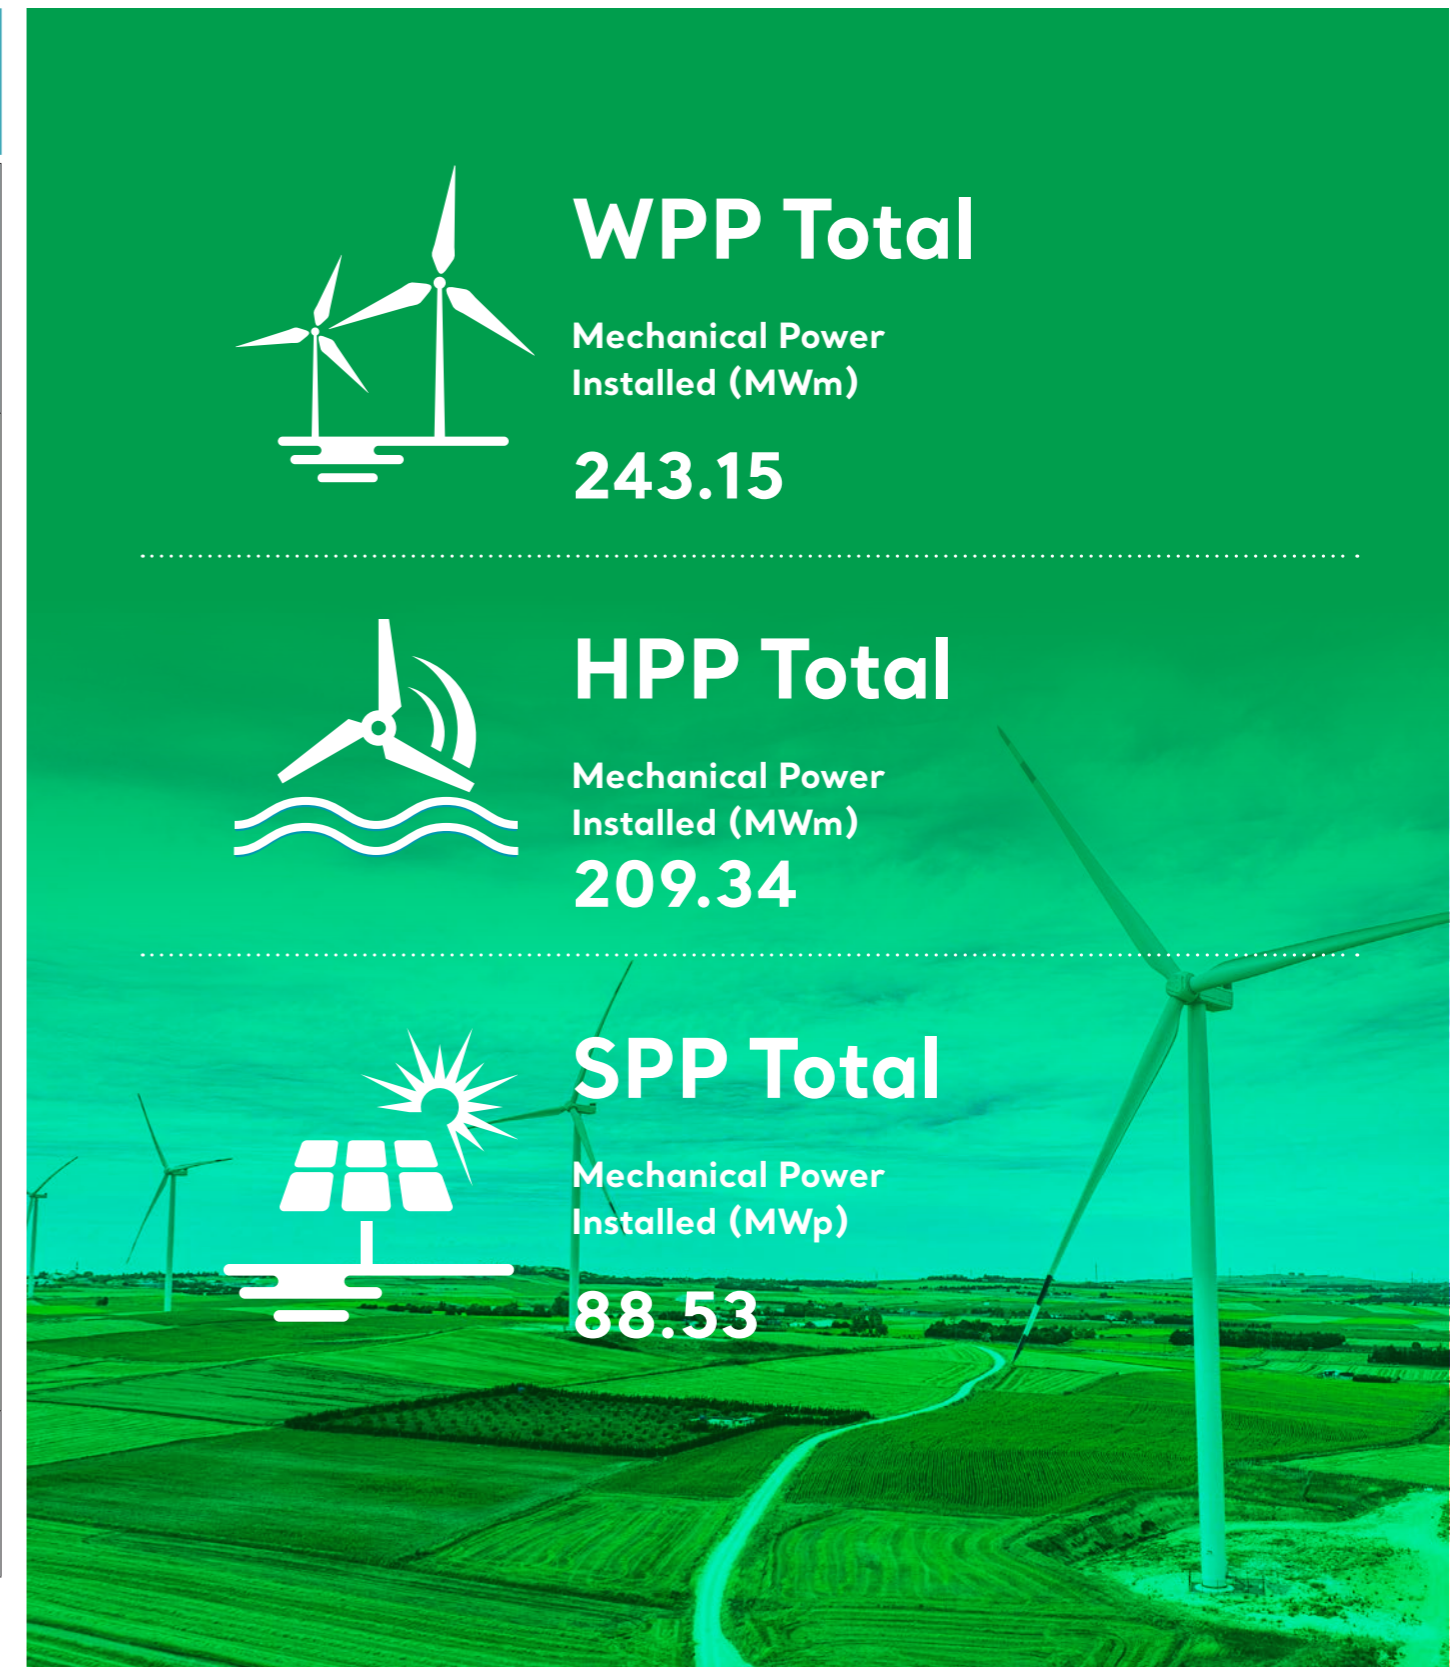 WPP Total
Mechanical Power
Installed (MWm)
243.15
HPP Total
Mechanical Power
Installed (MWm)
209.34
SPP Total
Mechanical Power
Installed (MWp)
88.53